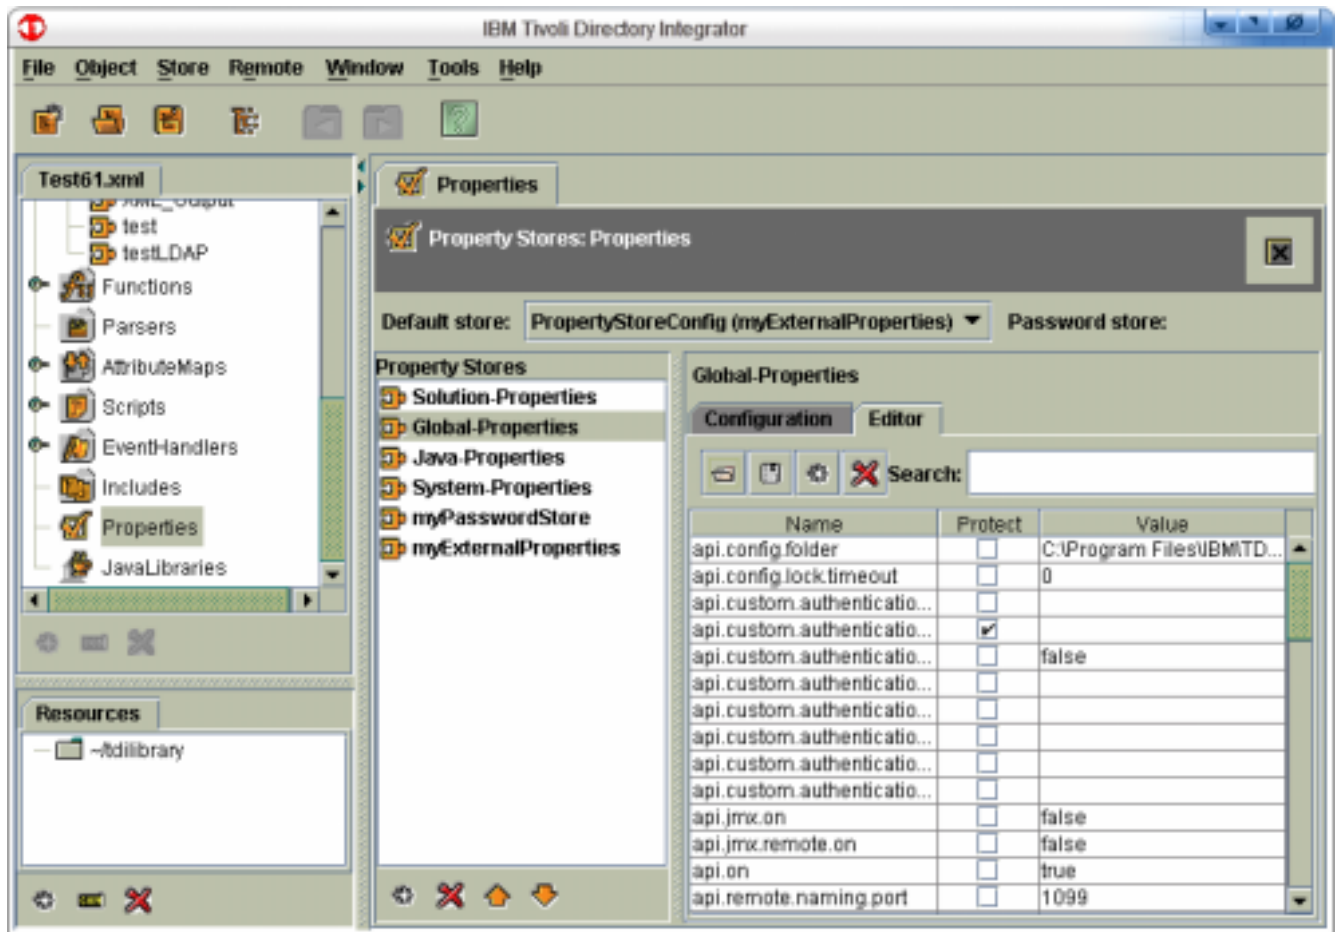 IBM Tivoli Directory Integrator
File Object Store Remote Window Tools Help
Test61.xml
XML_Output
test
testLDAP
Functions
Parsers
AttributeMaps
Scripts
EventHandlers
Includes
Properties
JavaLibraries
Resources
~/tdilibrary
Properties
Property Stores: Properties
Default store: PropertyStoreConfig (myExternalProperties) Password store:
Property Stores
Solution-Properties
Global-Properties
Java-Properties
System-Properties
myPasswordStore
myExternalProperties
Global-Properties
Configuration Editor
Search:
Name Protect Value
api.config.folder C:\Program Files\IBM\TD...
api.config.lock.timeout 0
api.custom.authenticatio...
api.custom.authenticatio...
api.custom.authenticatio... false
api.custom.authenticatio...
api.custom.authenticatio...
api.custom.authenticatio...
api.custom.authenticatio...
api.custom.authenticatio...
api.jmx.on false
api.jmx.remote.on false
api.on true
api.remote.naming.port 1099